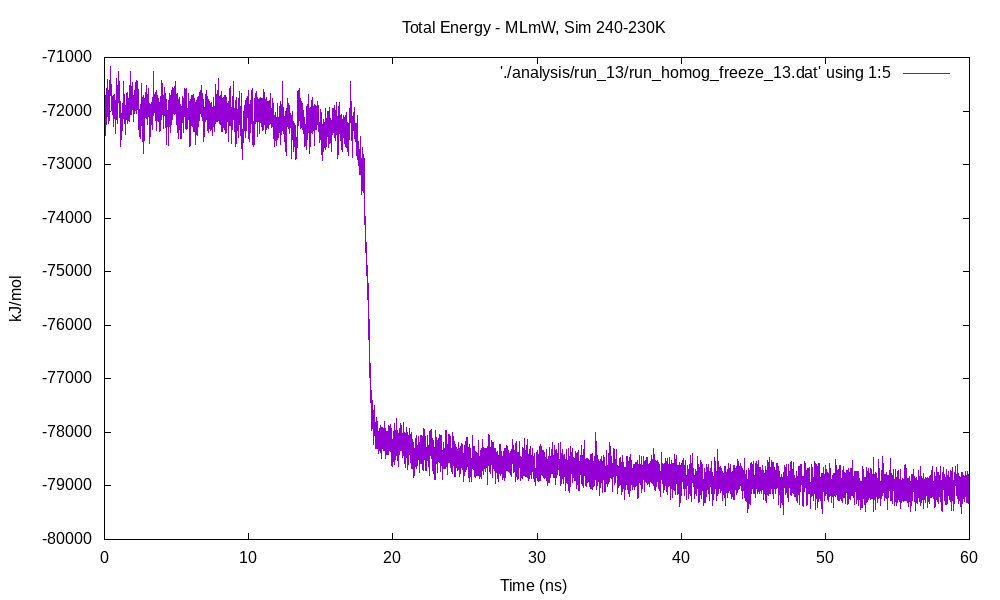 Total Energy - MLmW, Sim 240-230K
'./analysis/run_13/run_homog_freeze_13.dat' using 1:5
-71000
-72000
-73000
-74000
-75000
-76000
-77000
-78000
-79000
-80000
kJ/mol
0 10 20 30 40 50 60
Time (ns)